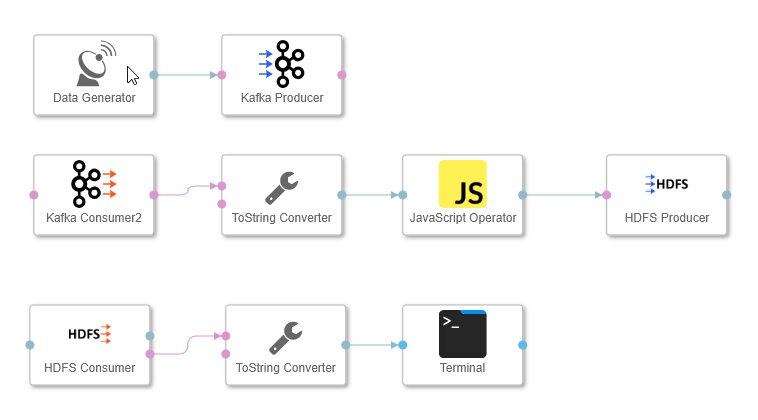 Data Generator
Kafka Producer
Kafka Consumer2
ToString Converter
JS
JavaScript Operator
HDFS
HDFS Producer
HDFS
HDFS Consumer
ToString Converter
>_
Terminal